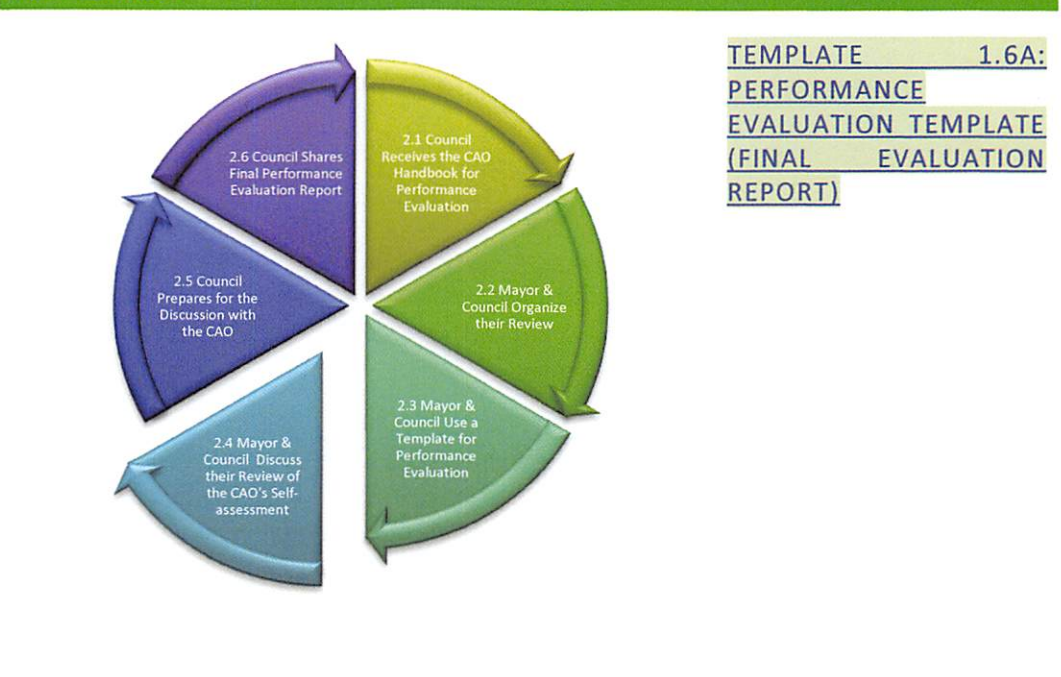 TEMPLATE 1.6A:
PERFORMANCE
EVALUATION TEMPLATE
(FINAL EVALUATION
REPORT)
2.1 Council
Receives the CAO
Handbook for
Performance
Evaluation
2.2 Mayor &
Council Organize
their Review
2.3 Mayor &
Council Use a
Template for
Performance
Evaluation
2.4 Mayor &
Council Discuss
their Review of
the CAO's Self-
assessment
2.5 Council
Prepares for the
Discussion with
the CAO
2.6 Council Shares
Final Performance
Evaluation Report